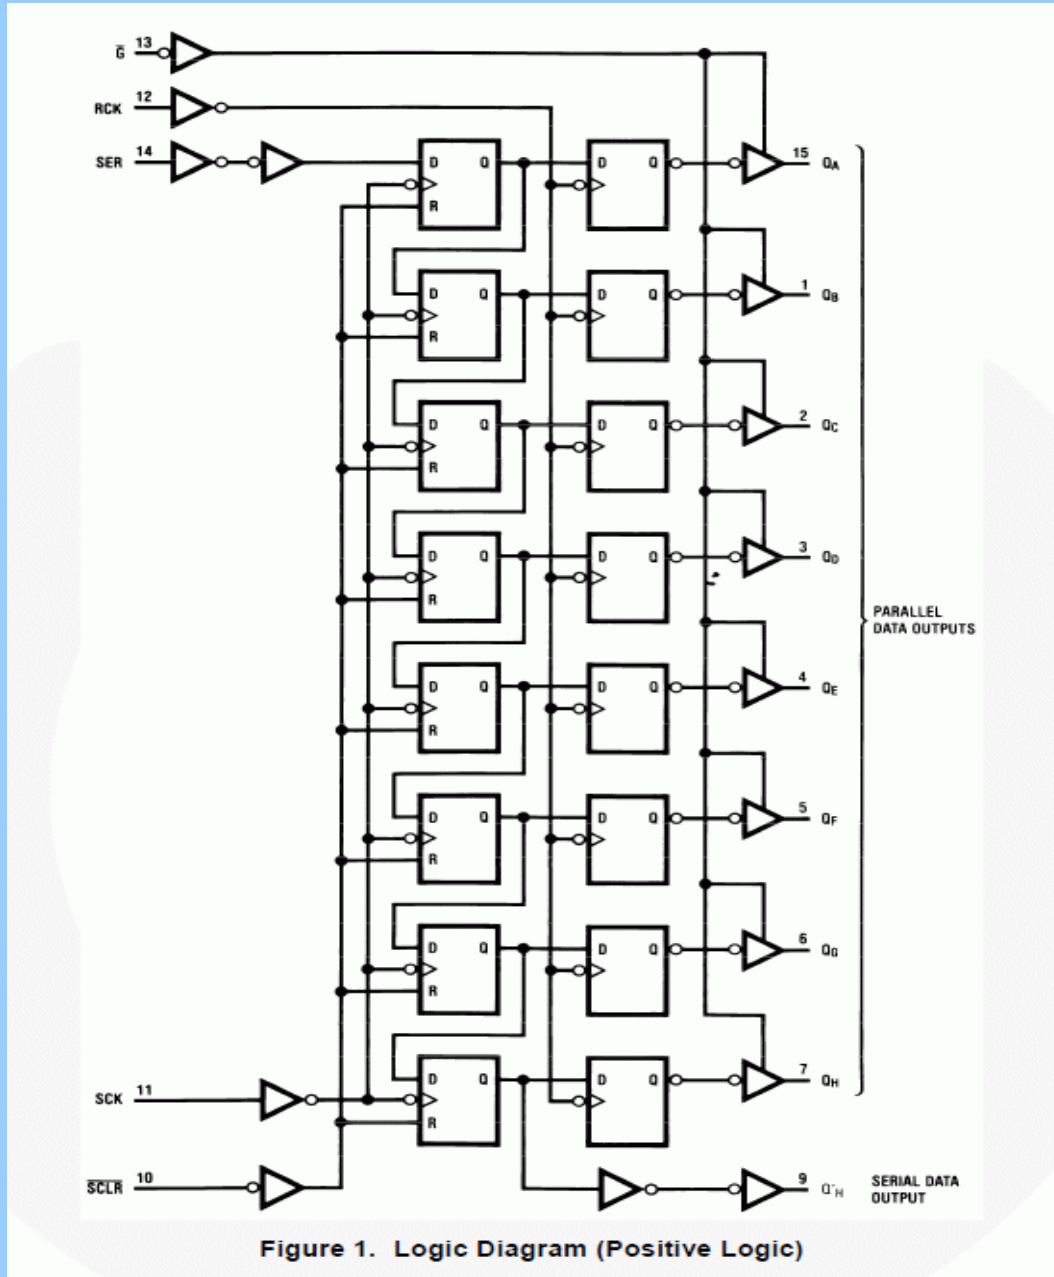 G̅ 13
RCK 12
SER 14
D Q D Q 15 QA
R
D Q D Q 1 QB
R
D Q D Q 2 QC
R
D Q D Q 3 QD
R
PARALLEL
DATA OUTPUTS
D Q D Q 4 QE
R
D Q D Q 5 QF
R
D Q D Q 6 QG
R
D Q D Q 7 QH
SCK 11
R
S̅C̅L̅R̅ 10
9 Q'H SERIAL DATA
OUTPUT
Figure 1. Logic Diagram (Positive Logic)